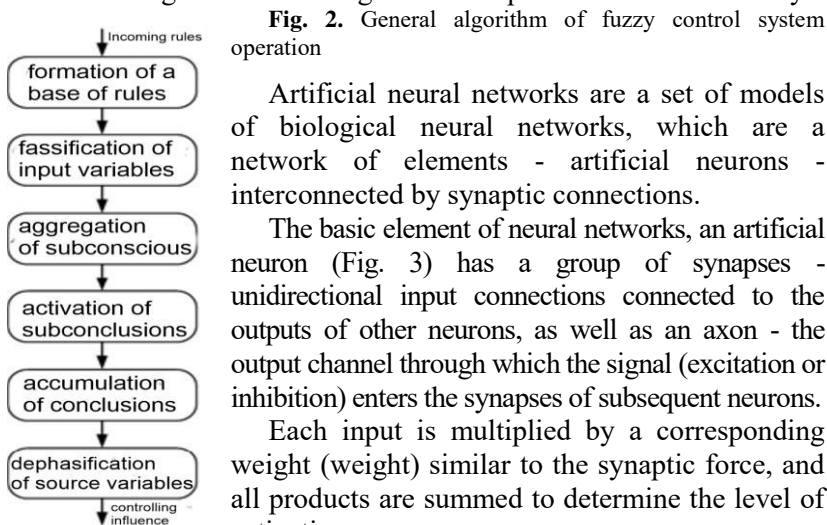 Incoming rules
formation of a
base of rules
fassification of
input variables
aggregation
of subconscious
activation of
subconclusions
accumulation
of conclusions
dephasification
of source variables
controlling
influence
Fig. 2. General algorithm of fuzzy control system
operation
Artificial neural networks are a set of models
of biological neural networks, which are a
network of elements - artificial neurons -
interconnected by synaptic connections.
The basic element of neural networks, an artificial
neuron (Fig. 3) has a group of synapses -
unidirectional input connections connected to the
outputs of other neurons, as well as an axon - the
output channel through which the signal (excitation or
inhibition) enters the synapses of subsequent neurons.
Each input is multiplied by a corresponding
weight (weight) similar to the synaptic force, and
all products are summed to determine the level of